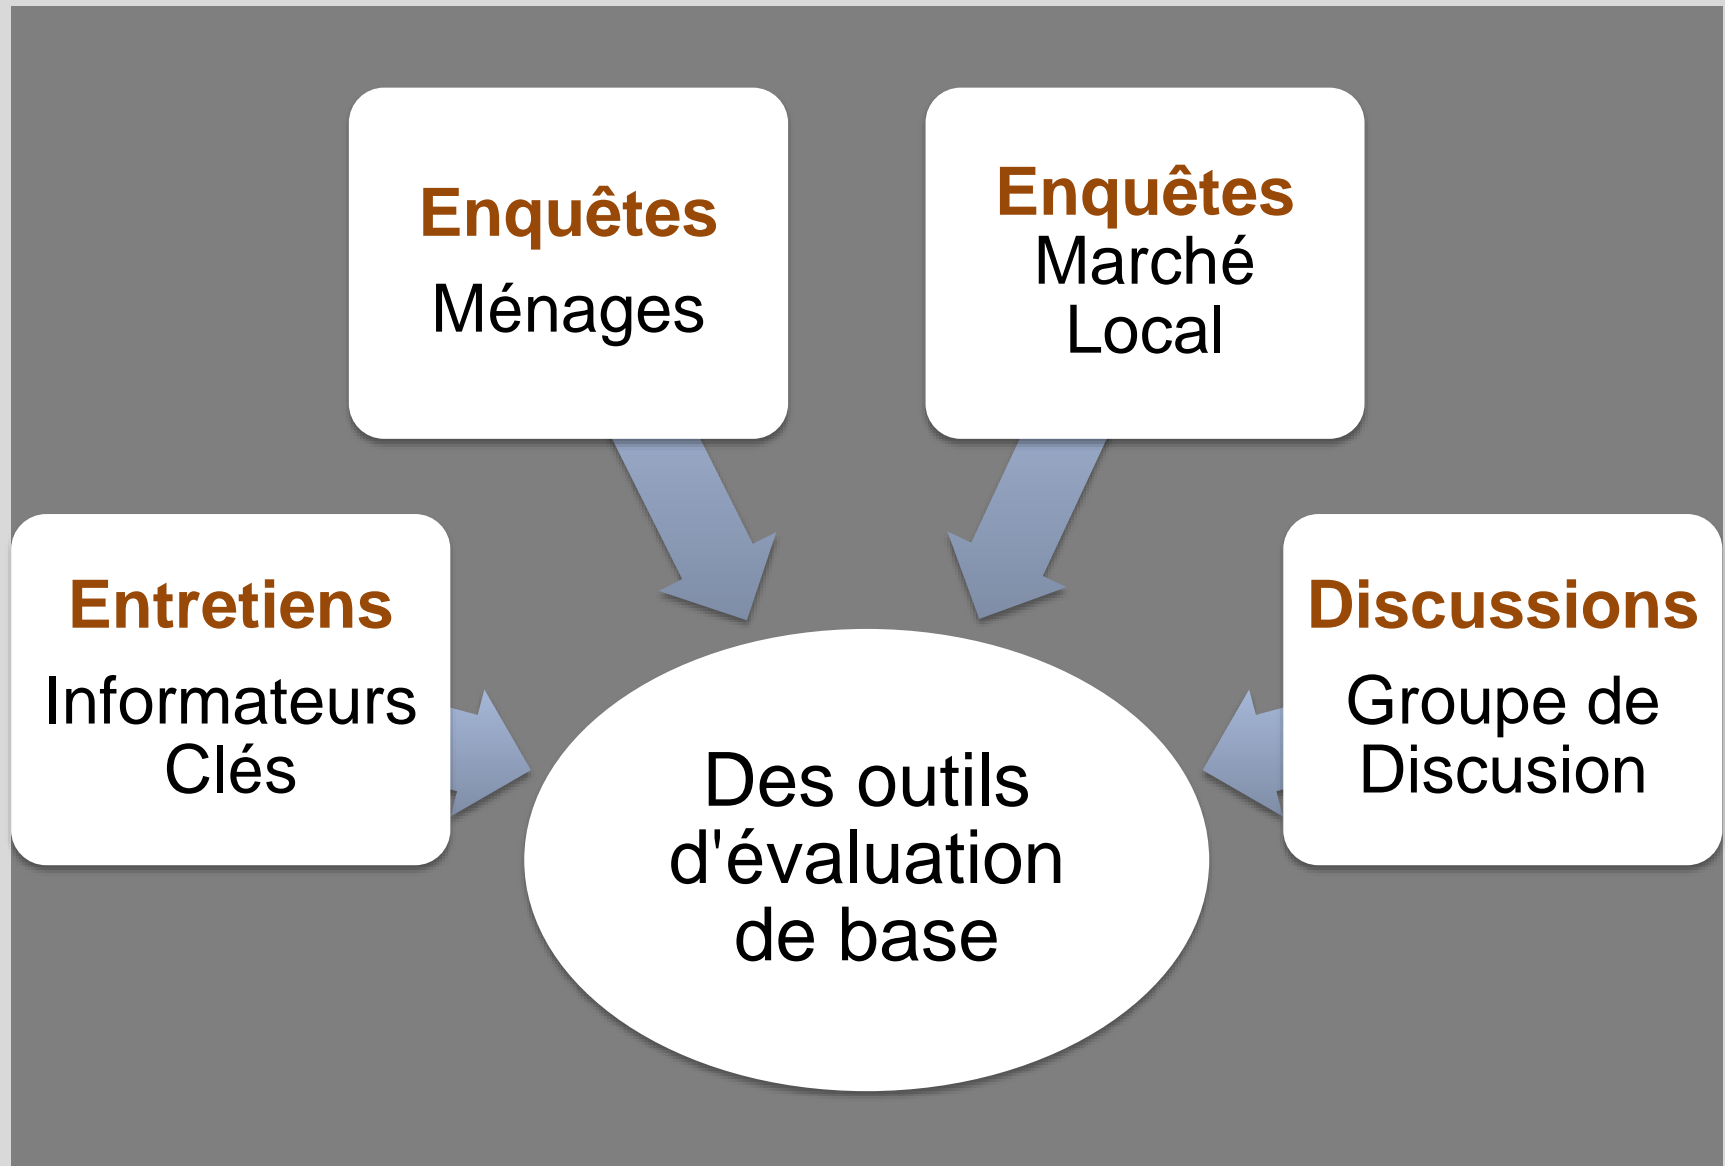 Enquêtes
Ménages
Enquêtes
Marché
Local
Entretiens
Informateurs
Clés
Discussions
Groupe de
Discusion
Des outils
d'évaluation
de base